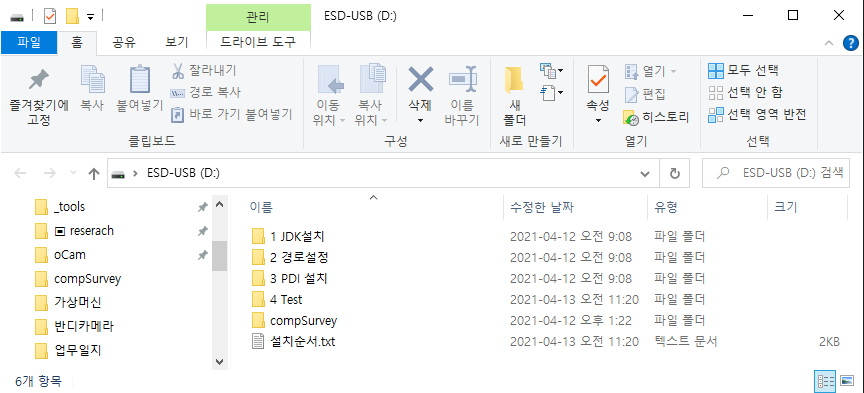 관리
ESD-USB (D:)
파일
홈
공유
보기
드라이브 도구
즐겨찾기에
고정
복사
붙여넣기
잘라내기
경로 복사
바로 가기 붙여넣기
클립보드
이동
위치
복사
위치
삭제
이름
바꾸기
구성
새
폴더
새로 만들기
속성
열기
편집
히스토리
열기
모두 선택
선택 안 함
선택 영역 반전
선택
ESD-USB (D:)
ESD-USB (D:) 검색
_tools
reserach
oCam
compSurvey
가상머신
반디카메라
업무일지
이름 수정한 날짜 유형 크기
1 JDK설치 2021-04-12 오전 9:08 파일 폴더
2 경로설정 2021-04-12 오전 9:08 파일 폴더
3 PDI 설치 2021-04-12 오전 9:08 파일 폴더
4 Test 2021-04-13 오전 11:20 파일 폴더
compSurvey 2021-04-12 오후 1:22 파일 폴더
설치순서.txt 2021-04-13 오전 11:20 텍스트 문서 2KB
6개 항목